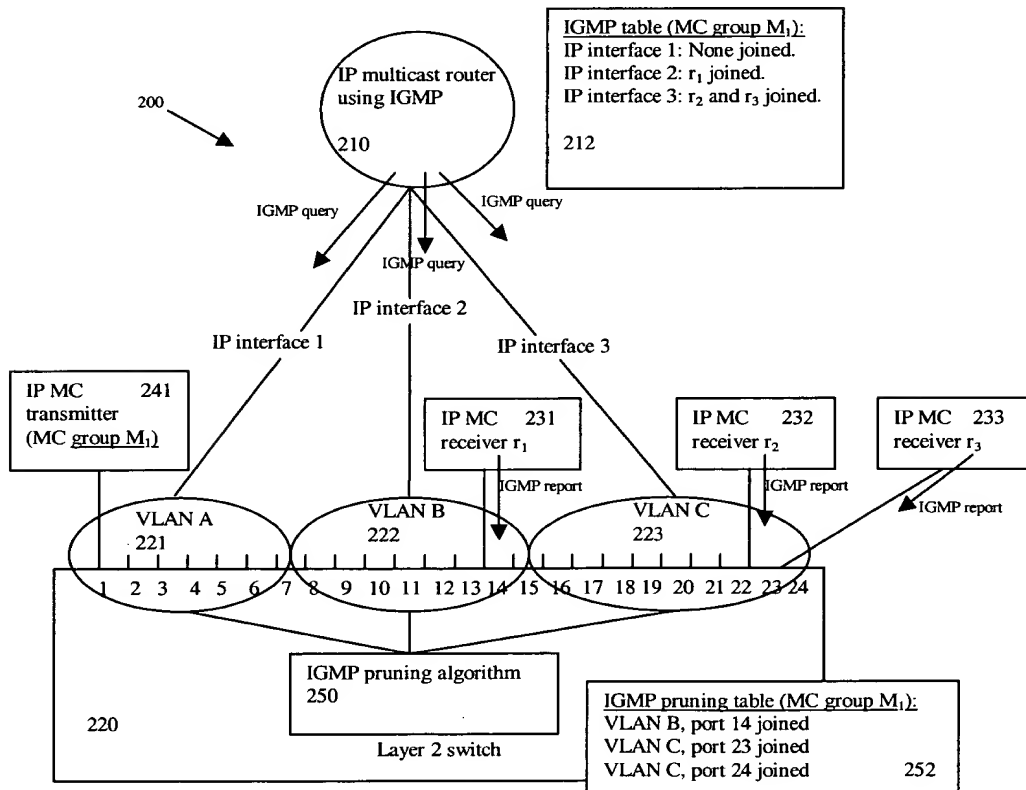 IGMP table (MC group M₁):
IP interface 1: None joined.
IP interface 2: r₁ joined.
IP interface 3: r₂ and r₃ joined.
212
IP multicast router
using IGMP
210
200
IGMP query
IGMP query
IGMP query
IP interface 1
IP interface 2
IP interface 3
IP MC 241
transmitter
(MC group M₁)
IP MC 231
receiver r₁
IP MC 232
receiver r₂
IP MC 233
receiver r₃
IGMP report
IGMP report
IGMP report
VLAN A
221
VLAN B
222
VLAN C
223
1 2 3 4 5 6 7 8 9 10 11 12 13 14 15 16 17 18 19 20 21 22 23 24
IGMP pruning algorithm
250
220
Layer 2 switch
IGMP pruning table (MC group M₁):
VLAN B, port 14 joined
VLAN C, port 23 joined
VLAN C, port 24 joined 252